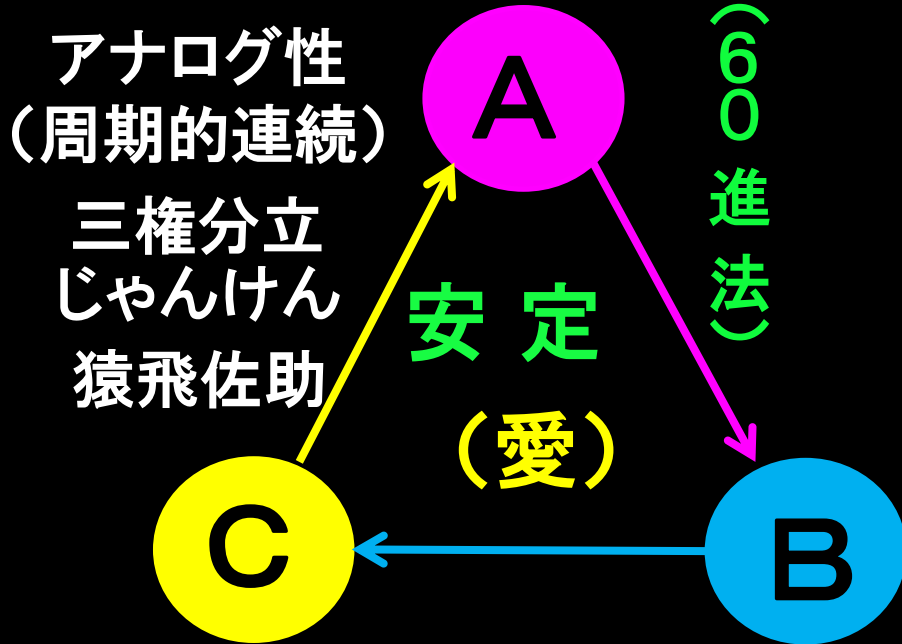 アナログ性
（周期的連続）
三権分立
じゃんけん
猿飛佐助
（６０進法）
A
安定
（愛）
C
B